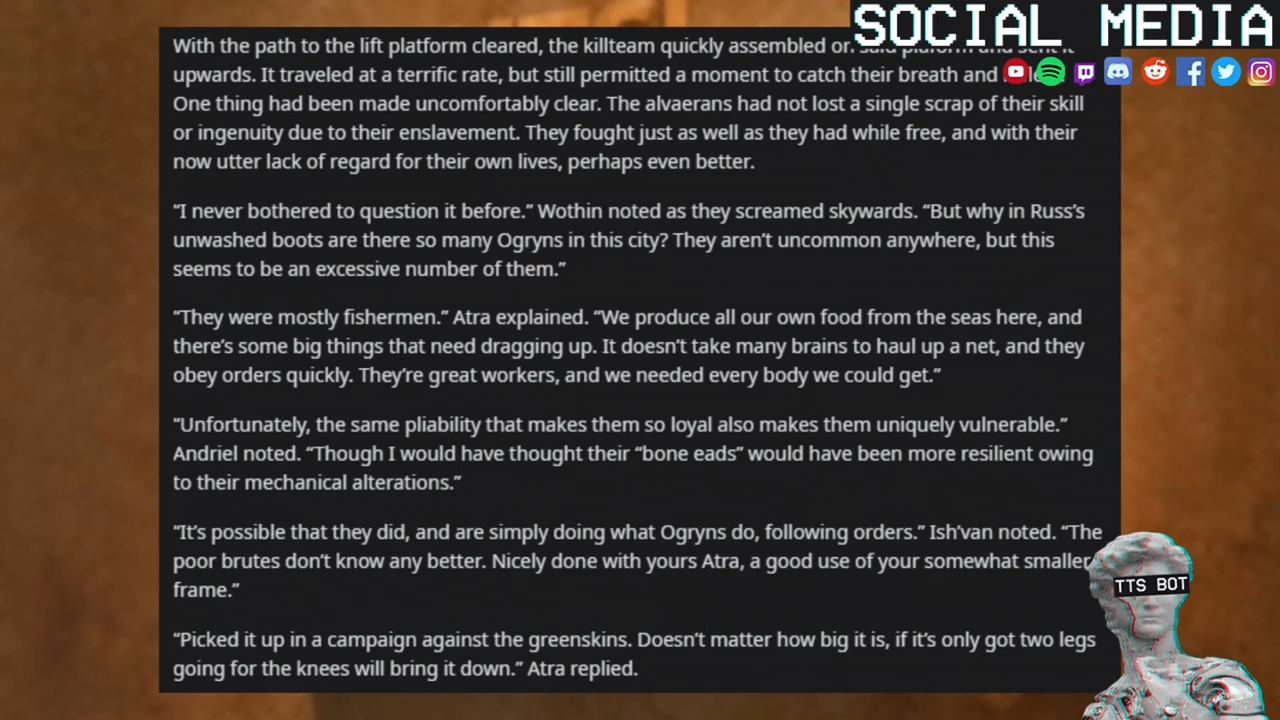 SOCIAL MEDIA
With the path to the lift platform cleared, the killteam quickly assembled
upwards. It traveled at a terrific rate, but still permitted a moment to catch their breath and
One thing had been made uncomfortably clear. The alvaerans had not lost a single scrap of their skill
or ingenuity due to their enslavement. They fought just as well as they had while free, and with their
now utter lack of regard for their own lives, perhaps even better.
“I never bothered to question it before.” Wothin noted as they screamed skywards. “But why in Russ’s
unwashed boots are there so many Ogryns in this city? They aren’t uncommon anywhere, but this
seems to be an excessive number of them.”
“They were mostly fishermen.” Atra explained. “We produce all our own food from the seas here, and
there’s some big things that need dragging up. It doesn’t take many brains to haul up a net, and they
obey orders quickly. They’re great workers, and we needed every body we could get.”
“Unfortunately, the same pliability that makes them so loyal also makes them uniquely vulnerable.”
Andriel noted. “Though I would have thought their “bone eads” would have been more resilient owing
to their mechanical alterations.”
“It’s possible that they did, and are simply doing what Ogryns do, following orders.” Ish’van noted. “The
poor brutes don’t know any better. Nicely done with yours Atra, a good use of your somewhat smaller
frame.”
“Picked it up in a campaign against the greenskins. Doesn’t matter how big it is, if it’s only got two legs
going for the knees will bring it down.” Atra replied.
TTS BOT